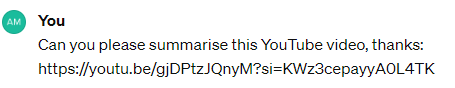 AM
You
Can you please summarise this YouTube video, thanks:
https://youtu.be/gjDPtzJQnyM?si=KWz3cepayyA0L4TK